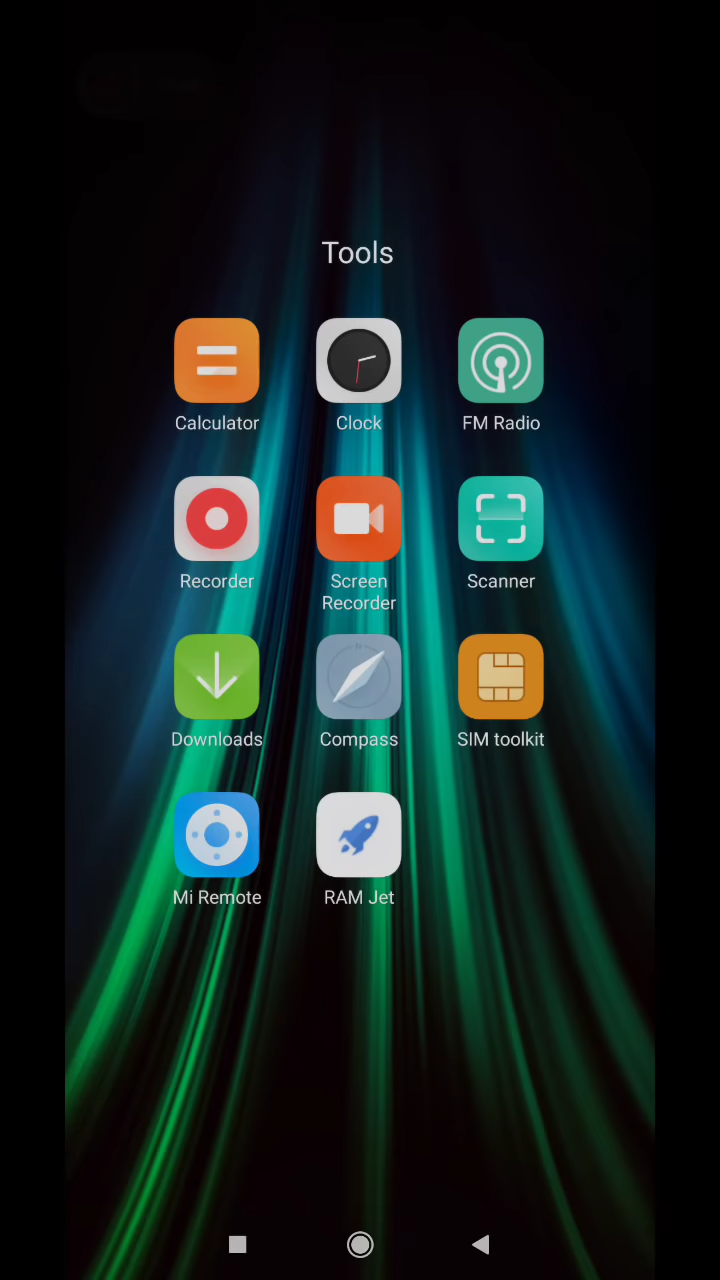 Tools
Calculator
Clock
FM Radio
Recorder
Screen
Recorder
Scanner
Downloads
Compass
SIM toolkit
Mi Remote
RAM Jet